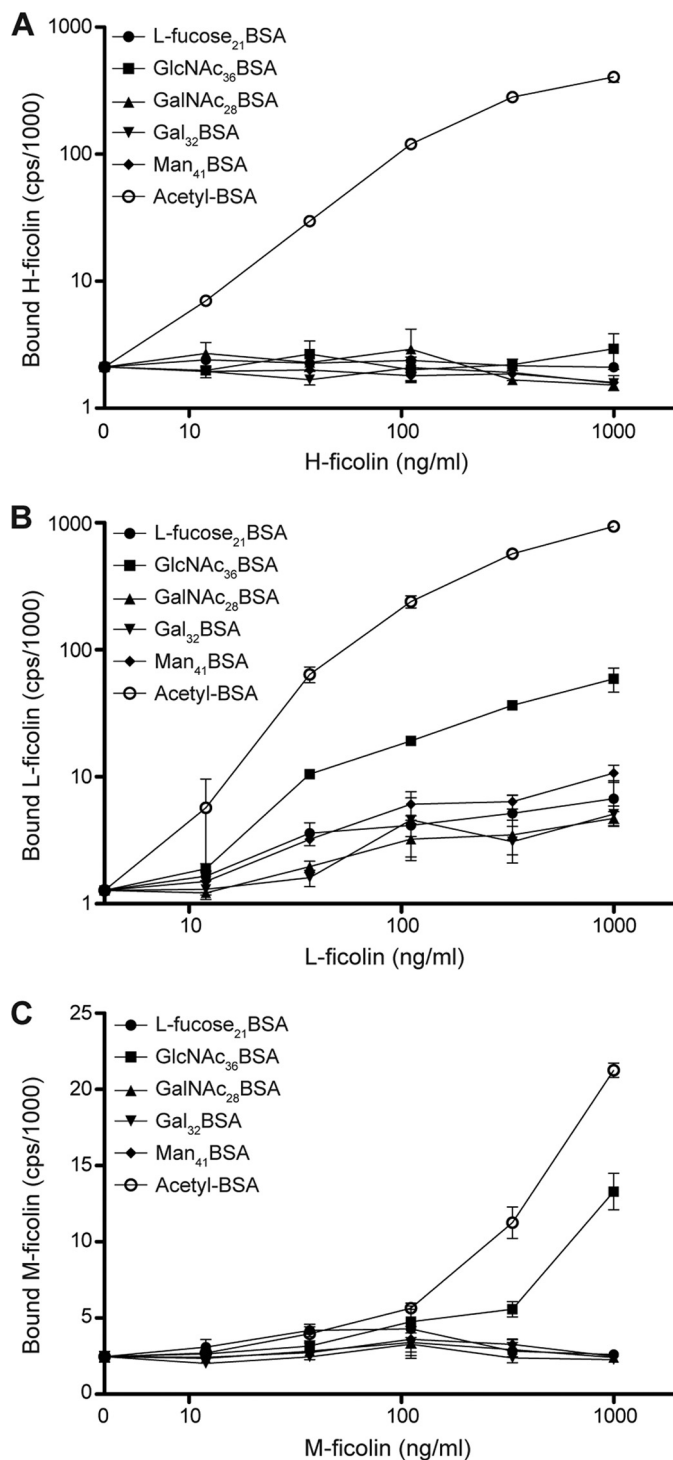 A
1000
100
10
1
Bound H-ficolin (cps/1000)
L-fucose₂₁BSA
GlcNAc₃₆BSA
GalNAc₂₈BSA
Gal₃₂BSA
Man₄₁BSA
Acetyl-BSA
0 10 100 1000
H-ficolin (ng/ml)
B
1000
100
10
1
Bound L-ficolin (cps/1000)
L-fucose₂₁BSA
GlcNAc₃₆BSA
GalNAc₂₈BSA
Gal₃₂BSA
Man₄₁BSA
Acetyl-BSA
0 10 100 1000
L-ficolin (ng/ml)
C
25
20
15
10
5
0
Bound M-ficolin (cps/1000)
L-fucose₂₁BSA
GlcNAc₃₆BSA
GalNAc₂₈BSA
Gal₃₂BSA
Man₄₁BSA
Acetyl-BSA
0 10 100 1000
M-ficolin (ng/ml)